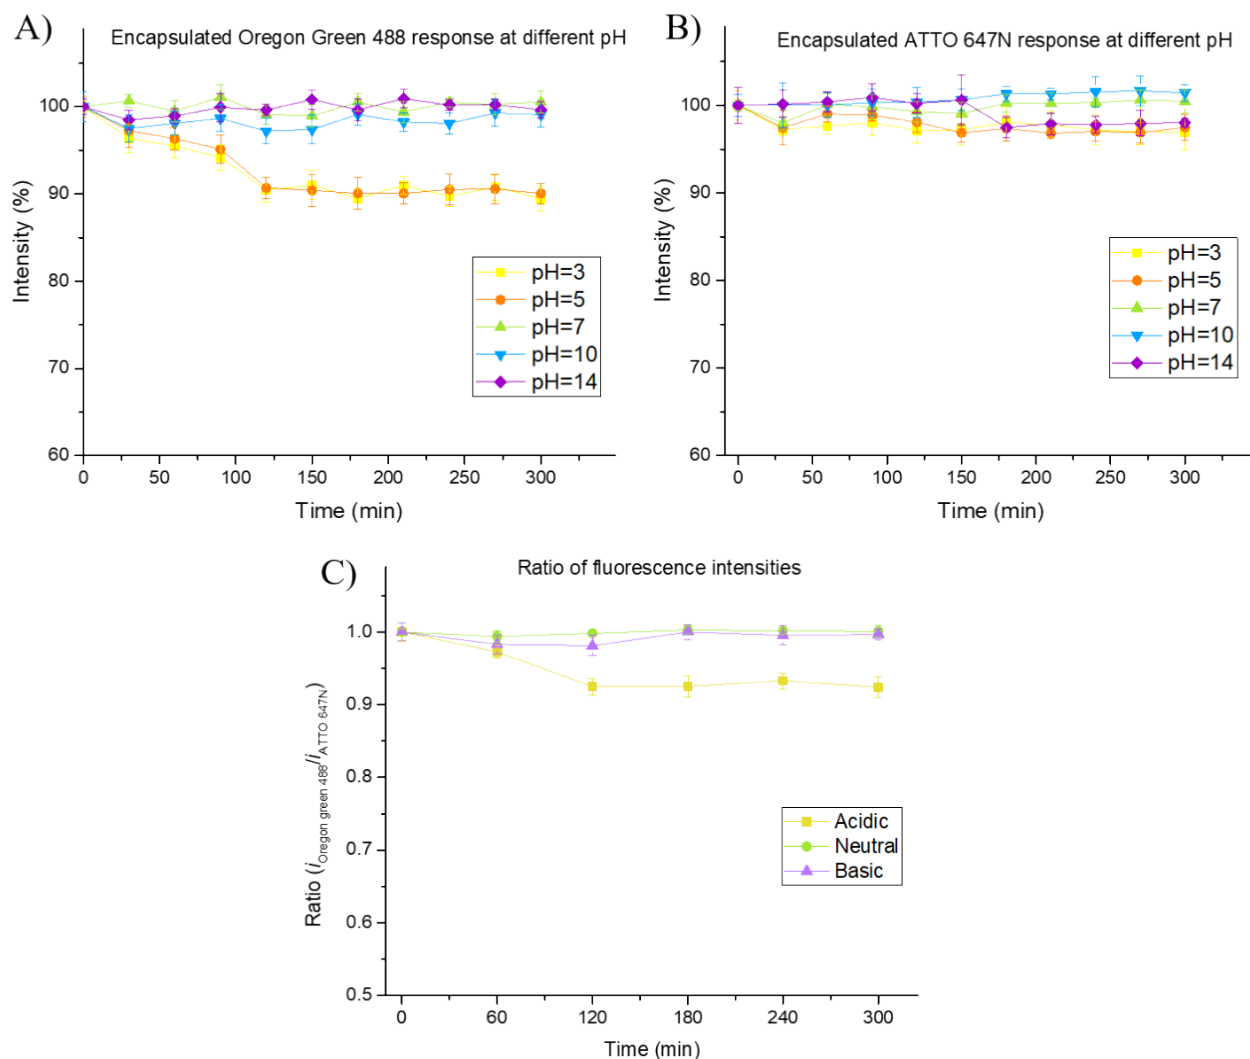 A)
Encapsulated Oregon Green 488 response at different pH
100
90
80
70
60
Intensity (%)
pH=3
pH=5
pH=7
pH=10
pH=14
0 50 100 150 200 250 300
Time (min)
B)
Encapsulated ATTO 647N response at different pH
100
90
80
70
60
Intensity (%)
pH=3
pH=5
pH=7
pH=10
pH=14
0 50 100 150 200 250 300
Time (min)
C)
Ratio of fluorescence intensities
1.0
0.9
0.8
0.7
0.6
0.5
Ratio (iOregon green 488/iATTO 647N)
Acidic
Neutral
Basic
0 60 120 180 240 300
Time (min)